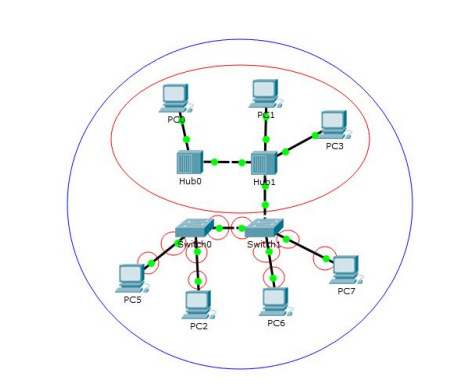 PC1
PC3
Hub0
Hub1
Switch0
Switch1
PC5
PC2
PC6
PC7